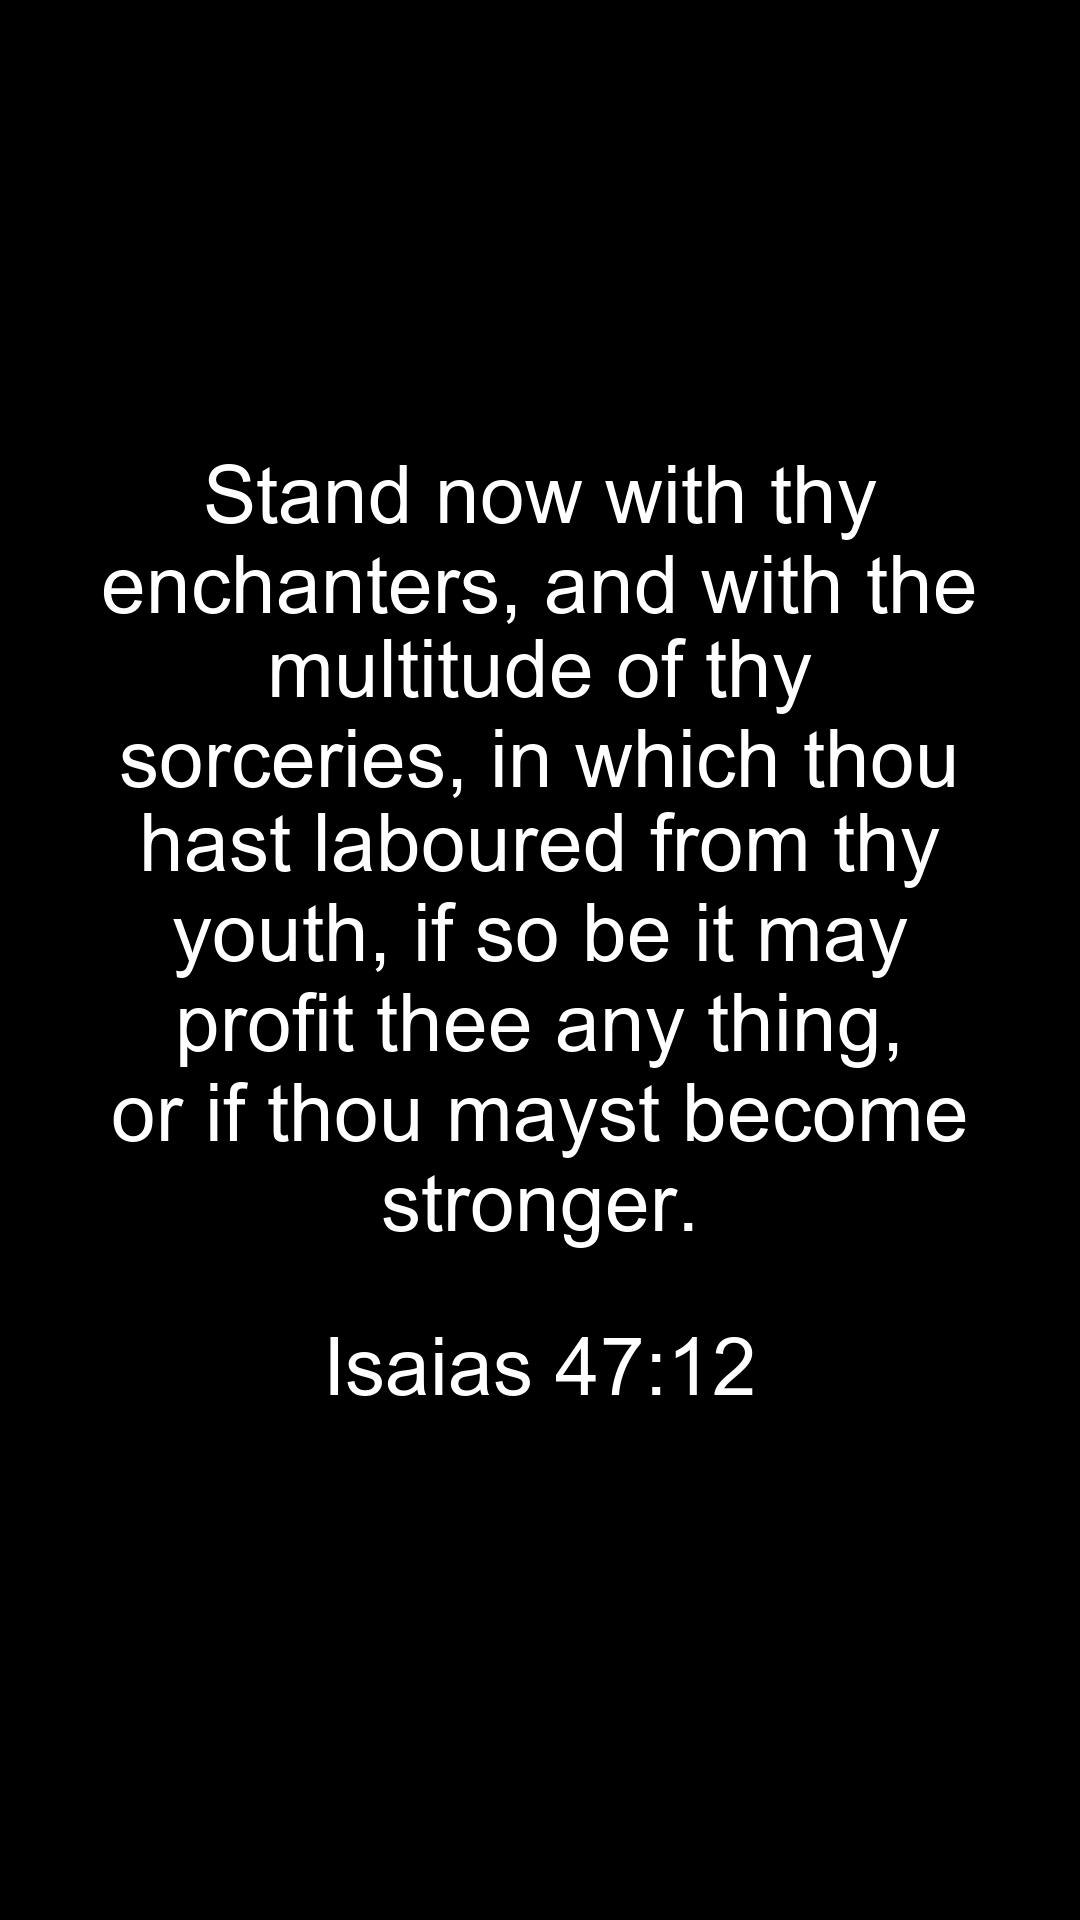 Stand now with thy
enchanters, and with the
multitude of thy
sorceries, in which thou
hast laboured from thy
youth, if so be it may
profit thee any thing,
or if thou mayst become
stronger.
Isaias 47:12